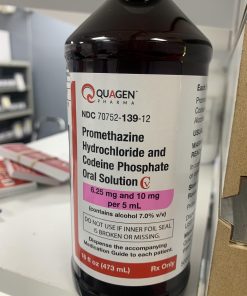 QUAGEN
PHARMA
NDC 70752-139-12
Promethazine
Hydrochloride and
Codeine Phosphate
Oral Solution CV
6.25 mg and 10 mg
per 5 mL
(contains alcohol 7.0% v/v)
DO NOT USE IF INNER FOIL SEAL
IS BROKEN OR MISSING.
Dispense the accompanying
Medication Guide to each patient.
16 fl oz (473 mL)
Rx Only